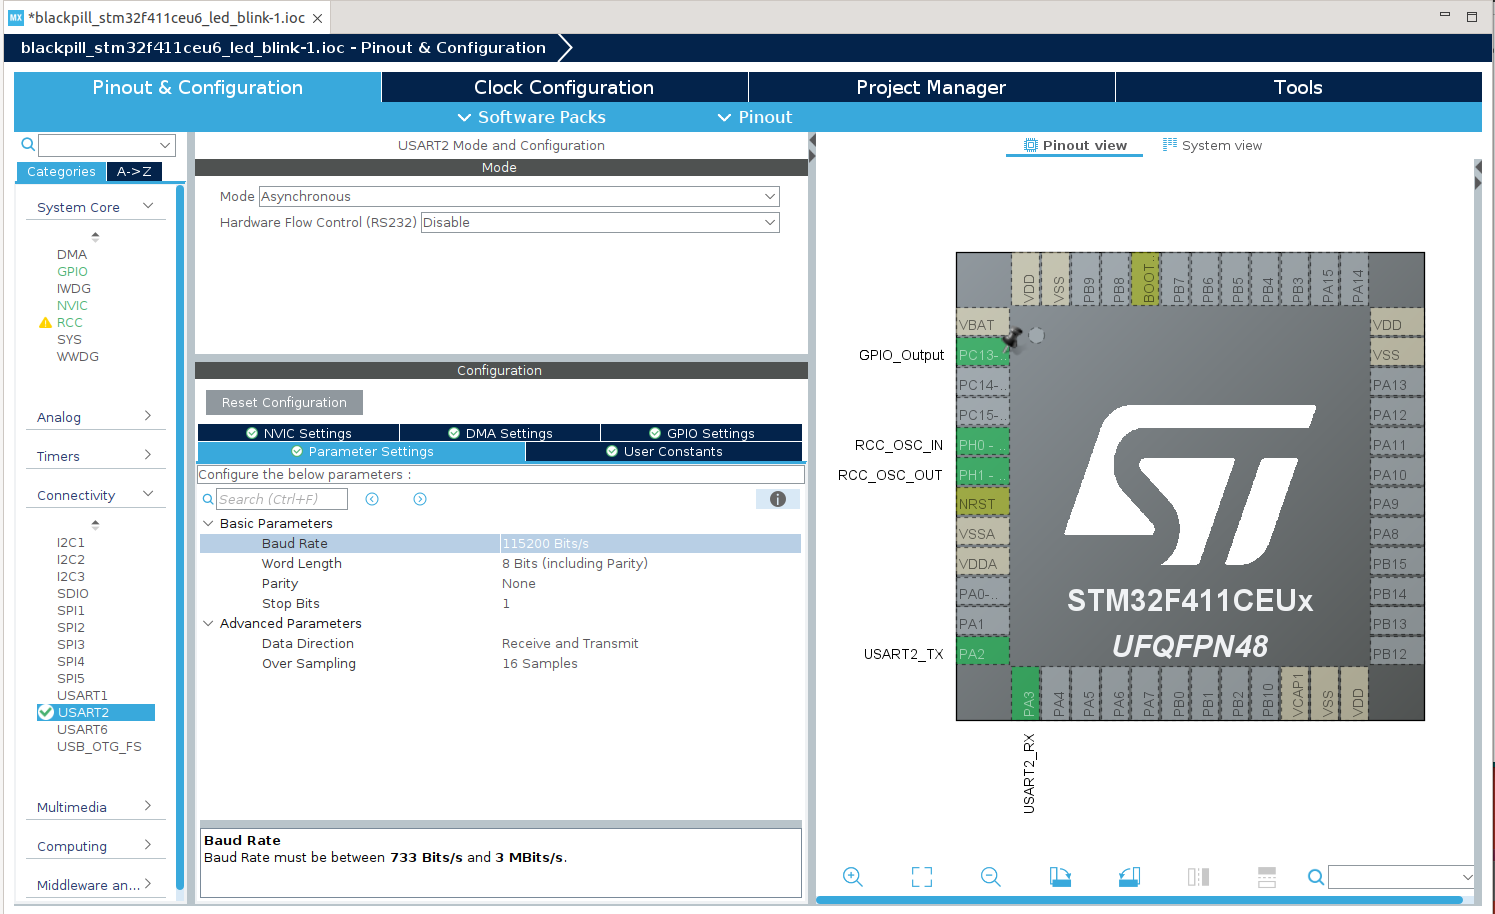 MX *blackpill_stm32f411ceu6_led_blink-1.ioc
blackpill_stm32f411ceu6_led_blink-1.ioc - Pinout & Configuration
Pinout & Configuration
Clock Configuration
Project Manager
Tools
Software Packs
Pinout
Categories
A->Z
System Core
DMA
GPIO
IWDG
NVIC
RCC
SYS
WWDG
Analog
Timers
Connectivity
I2C1
I2C2
I2C3
SDIO
SPI1
SPI2
SPI3
SPI4
SPI5
USART1
USART2
USART6
USB_OTG_FS
Multimedia
Computing
Middleware an...
USART2 Mode and Configuration
Mode
Mode Asynchronous
Hardware Flow Control (RS232) Disable
Configuration
Reset Configuration
NVIC Settings
DMA Settings
GPIO Settings
Parameter Settings
User Constants
Configure the below parameters :
Search (Ctrl+F)
Basic Parameters
Baud Rate 115200 Bits/s
Word Length 8 Bits (including Parity)
Parity None
Stop Bits 1
Advanced Parameters
Data Direction Receive and Transmit
Over Sampling 16 Samples
Baud Rate
Baud Rate must be between 733 Bits/s and 3 MBits/s.
Pinout view
System view
VDD
VSS
PB9
PB8
BOOT..
PB7
PB6
PB5
PB4
PB3
PA15
PA14
VBAT
GPIO_Output PC13-..
PC14-..
PC15-..
RCC_OSC_IN PH0 - ..
RCC_OSC_OUT PH1 - ..
NRST
VSSA
VDDA
PA0-..
PA1
USART2_TX PA2
VDD
VSS
PA13
PA12
PA11
PA10
PA9
PA8
PB15
PB14
PB13
PB12
ST
STM32F411CEUx
UFQFPN48
PA3
PA4
PA5
PA6
PA7
PB0
PB1
PB2
PB10
VCAP1
VSS
VDD
USART2_RX